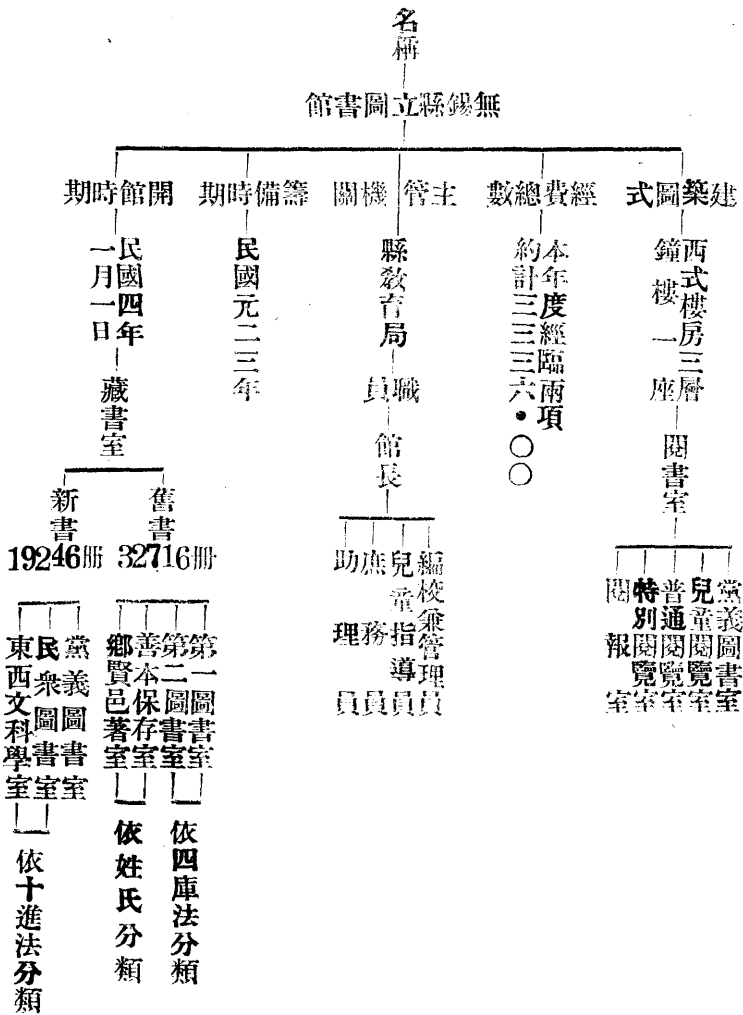 名稱
無錫縣立圖書館
建築圖式
西式樓房三層
鐘樓一座
閱書室
黨義圖書室
兒童閱覽室
普通閱覽室
特別閱覽室
閱報室
經費總數
本年度經臨兩項
約計三三三六•〇〇
主管機關
縣敎育局
職員
館長
編校兼管理員
兒童指導員
庶務員
助理員
籌備時期
民國元二三年
開館時期
民國四年
一月一日
藏書室
舊書
32716冊
第一圖書室
第二圖書室
善本保存室
鄉賢邑著室
依四庫法分類
依姓氏分類
新書
19246冊
黨義圖書室
民衆圖書室
東西文科學室
依十進法分類